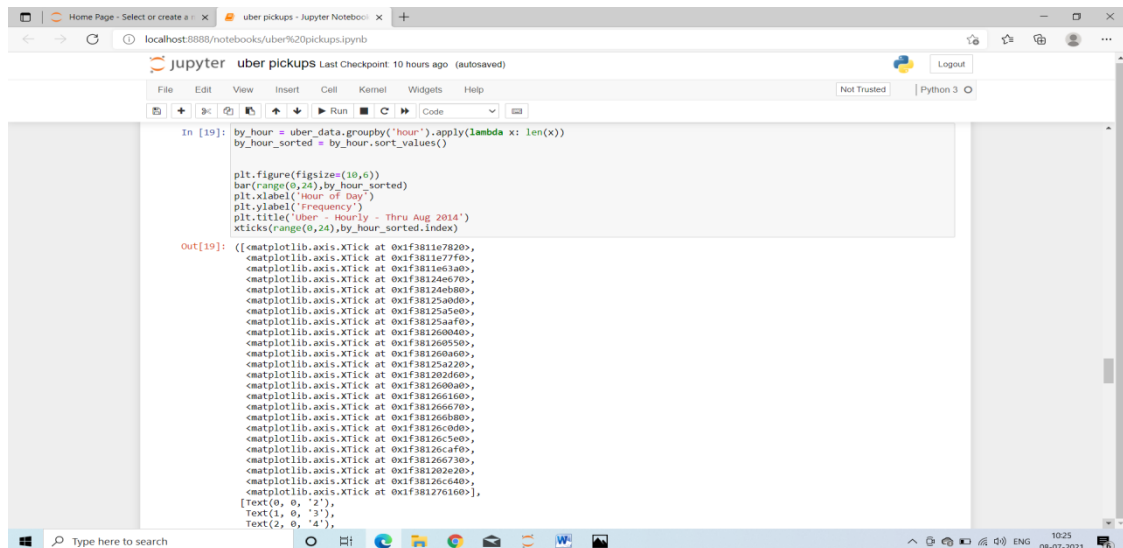 Home Page - Select or create a n
uber pickups - Jupyter Notebook
localhost:8888/notebooks/uber%20pickups.ipynb
jupyter uber pickups Last Checkpoint: 10 hours ago (autosaved)
Logout
File Edit View Insert Cell Kernel Widgets Help
Not Trusted Python 3
Run Code
In [19]: by_hour = uber_data.groupby('hour').apply(lambda x: len(x))
by_hour_sorted = by_hour.sort_values()
plt.figure(figsize=(10,6))
bar(range(0,24),by_hour_sorted)
plt.xlabel('Hour of Day')
plt.ylabel('Frequency')
plt.title('Uber - Hourly - Thru Aug 2014')
xticks(range(0,24),by_hour_sorted.index)
Out[19]: ([<matplotlib.axis.XTick at 0x1f3811e7820>,
<matplotlib.axis.XTick at 0x1f3811e77f0>,
<matplotlib.axis.XTick at 0x1f3811e63a0>,
<matplotlib.axis.XTick at 0x1f38124e670>,
<matplotlib.axis.XTick at 0x1f38124eb80>,
<matplotlib.axis.XTick at 0x1f38125a0d0>,
<matplotlib.axis.XTick at 0x1f38125a5e0>,
<matplotlib.axis.XTick at 0x1f38125aaf0>,
<matplotlib.axis.XTick at 0x1f381260040>,
<matplotlib.axis.XTick at 0x1f381260550>,
<matplotlib.axis.XTick at 0x1f381260a60>,
<matplotlib.axis.XTick at 0x1f38125a220>,
<matplotlib.axis.XTick at 0x1f381202d60>,
<matplotlib.axis.XTick at 0x1f3812600a0>,
<matplotlib.axis.XTick at 0x1f381266160>,
<matplotlib.axis.XTick at 0x1f381266670>,
<matplotlib.axis.XTick at 0x1f381266b80>,
<matplotlib.axis.XTick at 0x1f38126c0d0>,
<matplotlib.axis.XTick at 0x1f38126c5e0>,
<matplotlib.axis.XTick at 0x1f38126caf0>,
<matplotlib.axis.XTick at 0x1f381266730>,
<matplotlib.axis.XTick at 0x1f381202e20>,
<matplotlib.axis.XTick at 0x1f38126c640>,
<matplotlib.axis.XTick at 0x1f381276160>],
[Text(0, 0, '2'),
Text(1, 0, '3'),
Text(2, 0, '4'),
Type here to search
ENG
10:25
08-07-2021